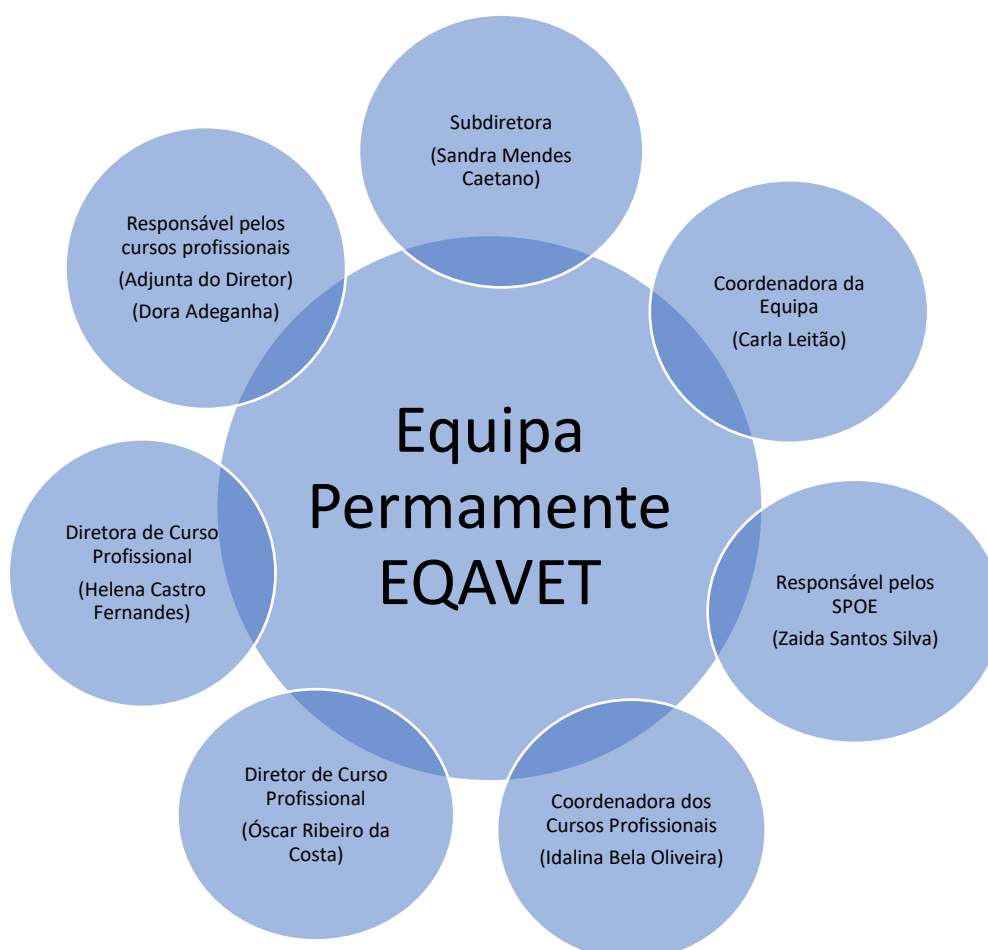 Subdiretora
(Sandra Mendes
Caetano)
Coordenadora da
Equipa
(Carla Leitão)
Responsável pelos
SPOE
(Zaida Santos Silva)
Coordenadora dos
Cursos Profissionais
(Idalina Bela Oliveira)
Diretor de Curso
Profissional
(Óscar Ribeiro da
Costa)
Diretora de Curso
Profissional
(Helena Castro
Fernandes)
Responsável pelos
cursos profissionais
(Adjunta do Diretor)
(Dora Adeganha)
Equipa
Permamente
EQAVET